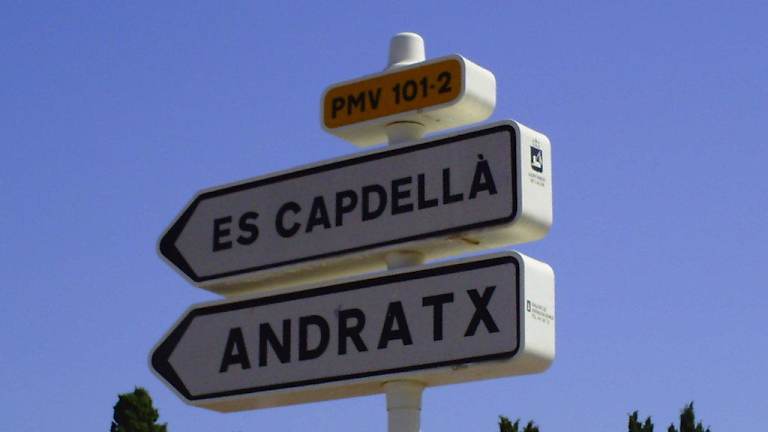 PMV 101-2
ES CAPDELLÀ
ANDRATX